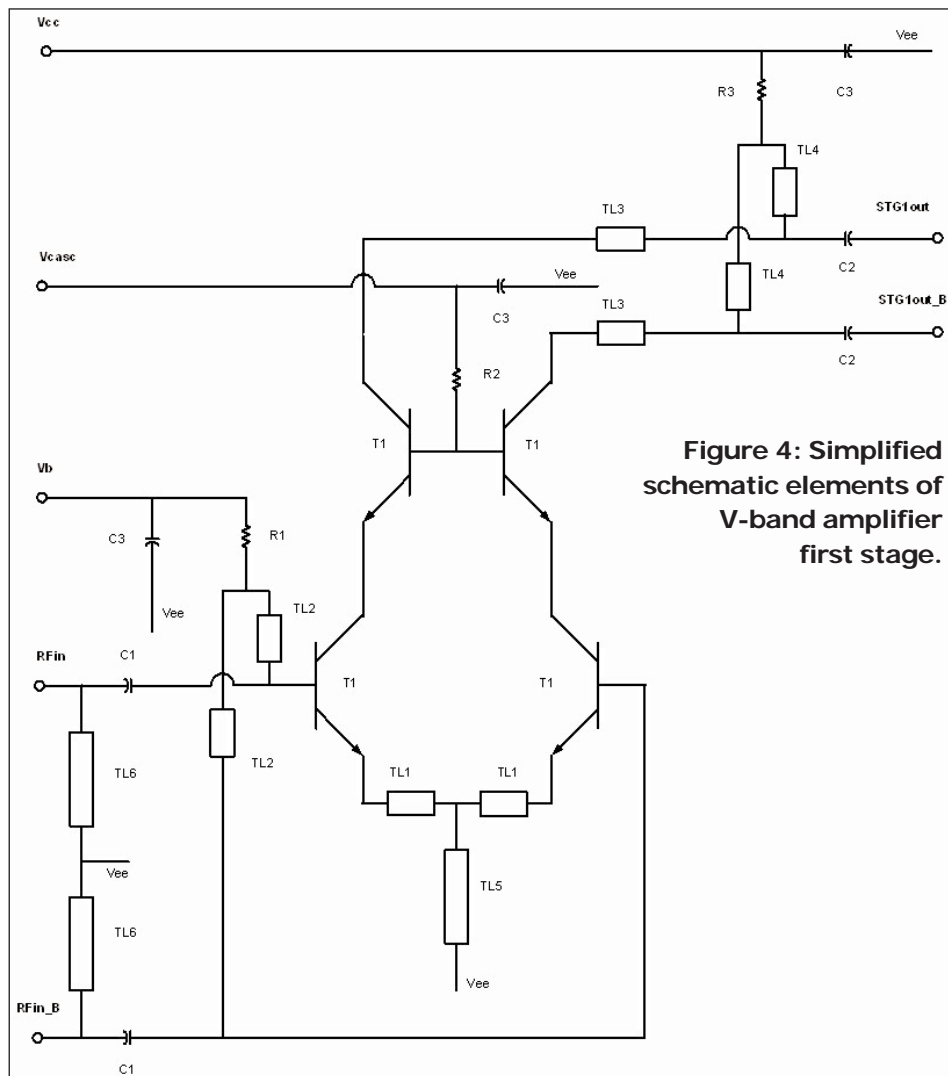 Vcc
Vee
R3
C3
TL4
STG1out
TL3
C2
Vcasc
Vee
TL4
C3
TL3
STG1out_B
C2
R2
T1
T1
Figure 4: Simplified
schematic elements of
V-band amplifier
first stage.
Vb
C3
R1
Vee
TL2
RFin
C1
T1
T1
TL2
TL6
TL1
TL1
Vee
TL5
TL6
Vee
RFin_B
C1